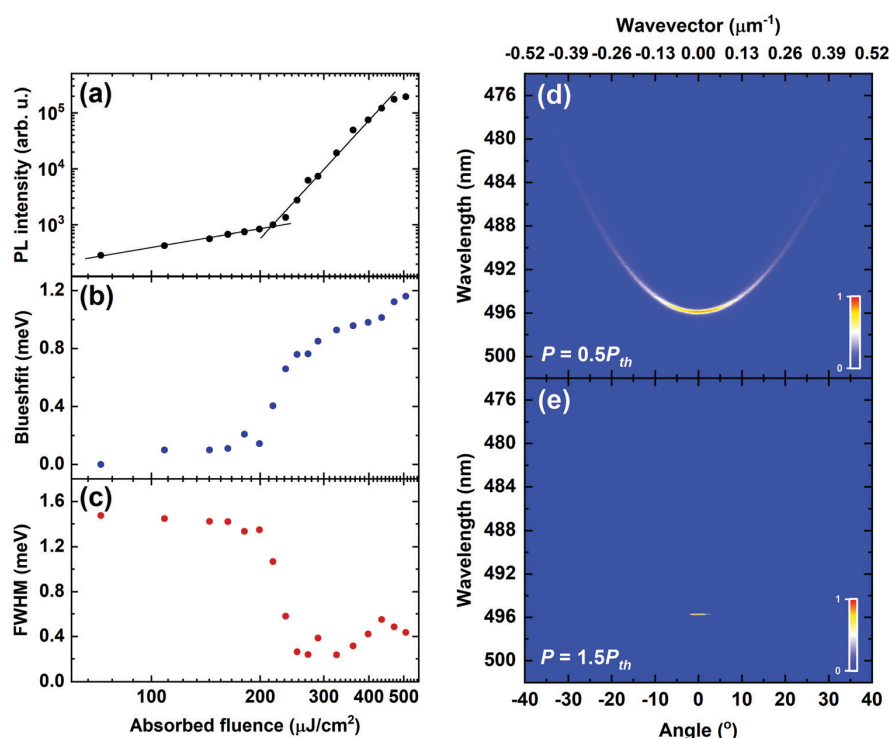 (a)
PL intensity (arb. u.)
10⁵
10⁴
10³
(b)
Blueshfit (meV)
1.2
0.8
0.4
0.0
(c)
FWHM (meV)
1.6
1.2
0.8
0.4
0.0
100 200 300 400 500
Absorbed fluence (μJ/cm²)
Wavevector (μm⁻¹)
-0.52 -0.39 -0.26 -0.13 0.00 0.13 0.26 0.39 0.52
(d)
Wavelength (nm)
476
480
484
488
492
496
500
1
0
P = 0.5Pth
(e)
Wavelength (nm)
476
480
484
488
492
496
500
1
0
P = 1.5Pth
-40 -30 -20 -10 0 10 20 30 40
Angle (º)